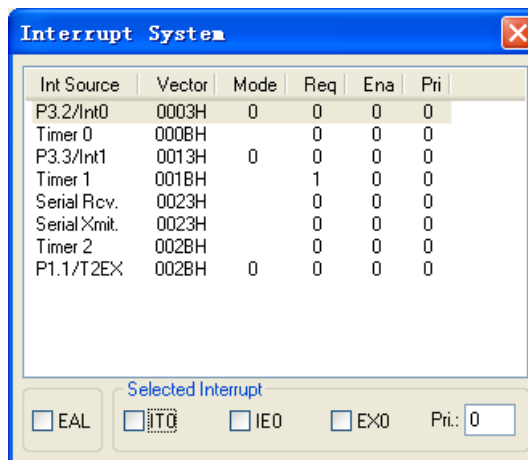 Interrupt System
Int Source Vector Mode Req Ena Pri
P3.2/Int0 0003H 0 0 0 0
Timer 0 000BH 0 0 0
P3.3/Int1 0013H 0 0 0 0
Timer 1 001BH 1 0 0
Serial Rcv. 0023H 0 0 0
Serial Xmit. 0023H 0 0 0
Timer 2 002BH 0 0 0
P1.1/T2EX 002BH 0 0 0 0
Selected Interrupt
EAL IT0 IE0 EX0 Pri.: 0